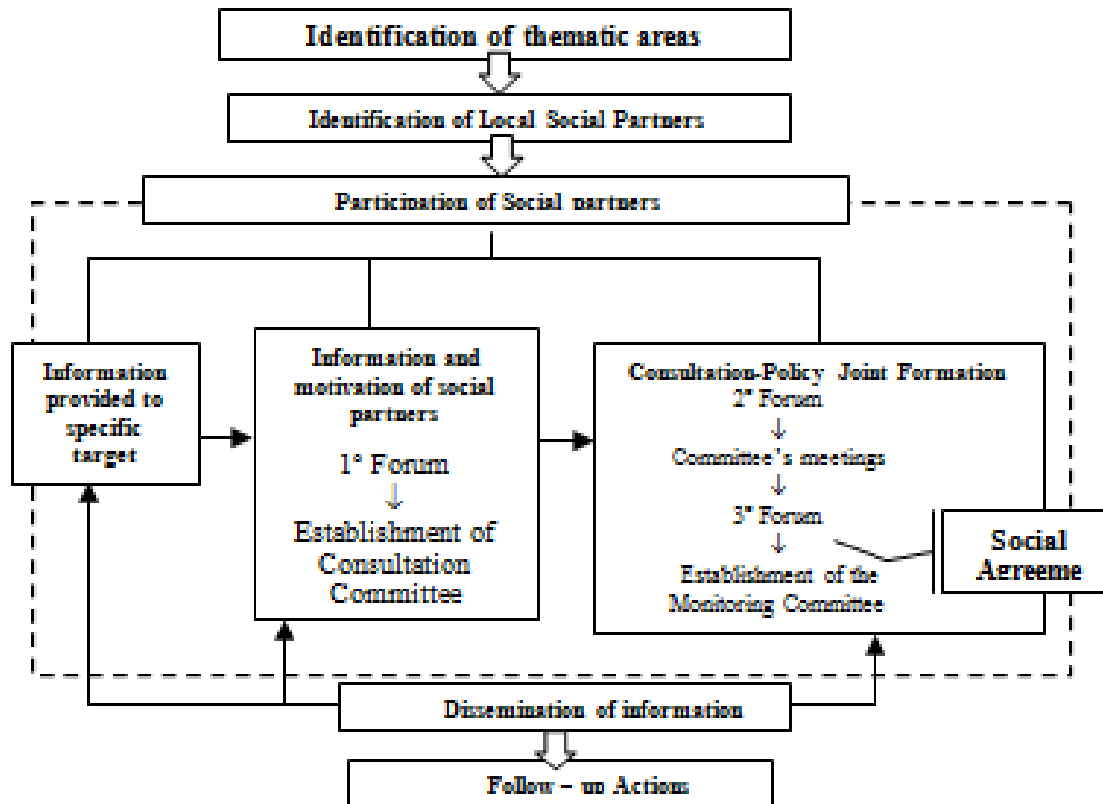 Identification of thematic areas
Identification of Local Social Partners
Participation of Social partners
Information
provided to
specific
target
Information and
motivation of social
partners
1° Forum
↓
Establishment of
Consultation
Committee
Consultation-Policy Joint Formation
2° Forum
↓
Committee's meetings
↓
3° Forum
↓
Establishment of the
Monitoring Committee
Social
Agreeme
Dissemination of information
Follow – up Actions